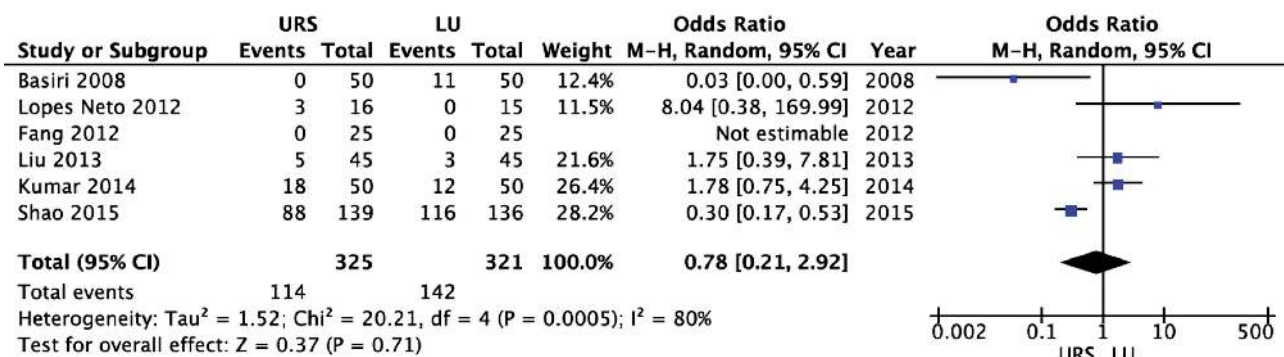 URS LU Odds Ratio Odds Ratio
Study or Subgroup Events Total Events Total Weight M-H, Random, 95% CI Year M-H, Random, 95% CI
Basiri 2008 0 50 11 50 12.4% 0.03 [0.00, 0.59] 2008
Lopes Neto 2012 3 16 0 15 11.5% 8.04 [0.38, 169.99] 2012
Fang 2012 0 25 0 25 Not estimable 2012
Liu 2013 5 45 3 45 21.6% 1.75 [0.39, 7.81] 2013
Kumar 2014 18 50 12 50 26.4% 1.78 [0.75, 4.25] 2014
Shao 2015 88 139 116 136 28.2% 0.30 [0.17, 0.53] 2015
Total (95% CI) 325 321 100.0% 0.78 [0.21, 2.92]
Total events 114 142
Heterogeneity: Tau² = 1.52; Chi² = 20.21, df = 4 (P = 0.0005); I² = 80%
Test for overall effect: Z = 0.37 (P = 0.71)
0.002 0.1 1 10 500
URS LU